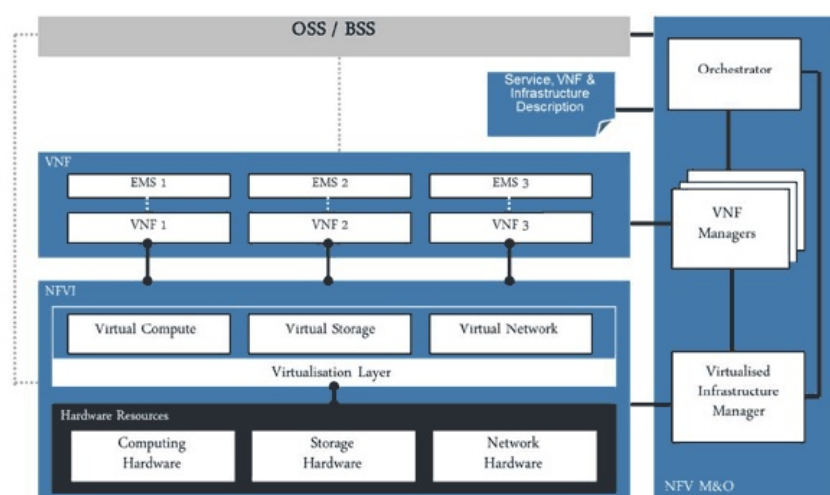 OSS / BSS
Orchestrator
Service, VNF &
Infrastructure
Description
VNF
EMS 1
EMS 2
EMS 3
VNF 1
VNF 2
VNF 3
VNF
Managers
NFVI
Virtual Compute
Virtual Storage
Virtual Network
Virtualisation Layer
Virtualised
Infrastructure
Manager
Hardware Resources
Computing
Hardware
Storage
Hardware
Network
Hardware
NFV M&O